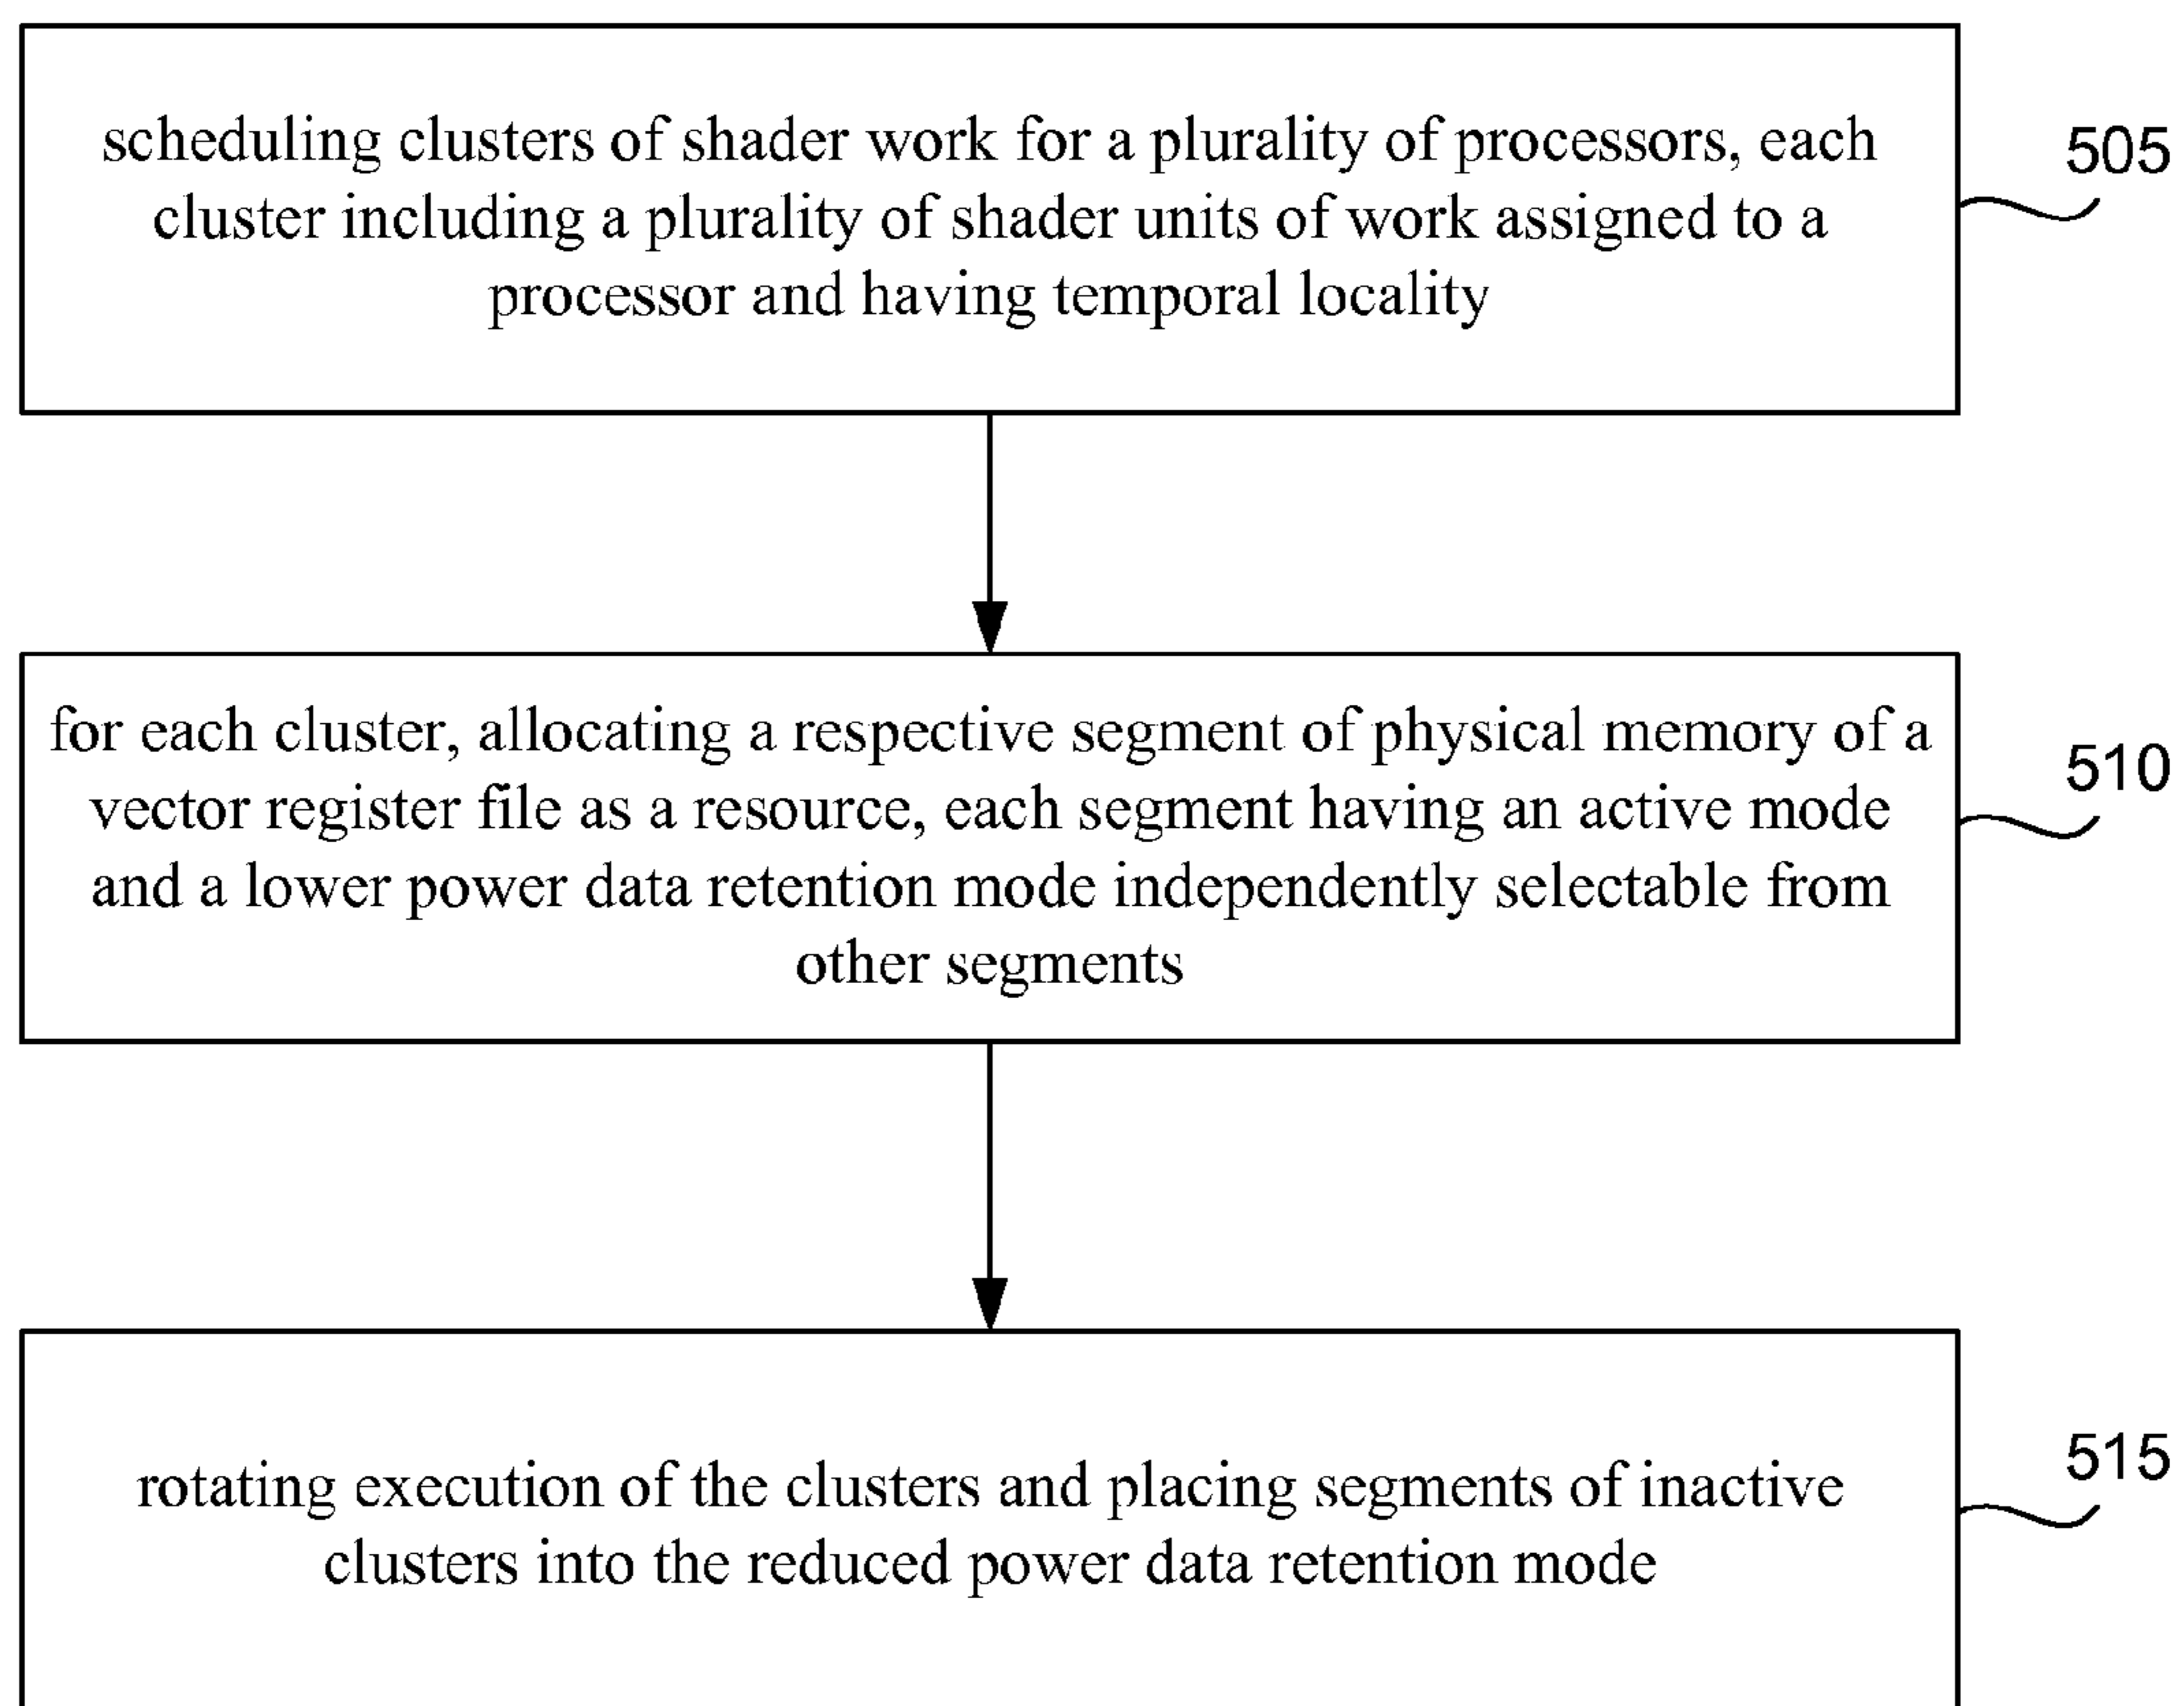 scheduling clusters of shader work for a plurality of processors, each
cluster including a plurality of shader units of work assigned to a
processor and having temporal locality
505
for each cluster, allocating a respective segment of physical memory of a
vector register file as a resource, each segment having an active mode
and a lower power data retention mode independently selectable from
other segments
510
rotating execution of the clusters and placing segments of inactive
clusters into the reduced power data retention mode
515